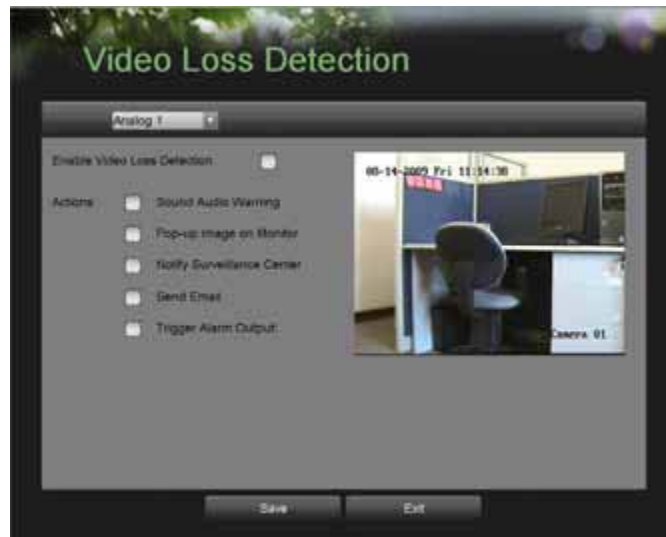 Video Loss Detection
Analog 1
Enable Video Loss Detection
08-14-2009 Fri 11:14:38
Actions
Sound Audio Warning
Pop-up Image on Monitor
Notify Surveillance Center
Send Email
Trigger Alarm Output
Camera 01
Save
Exit